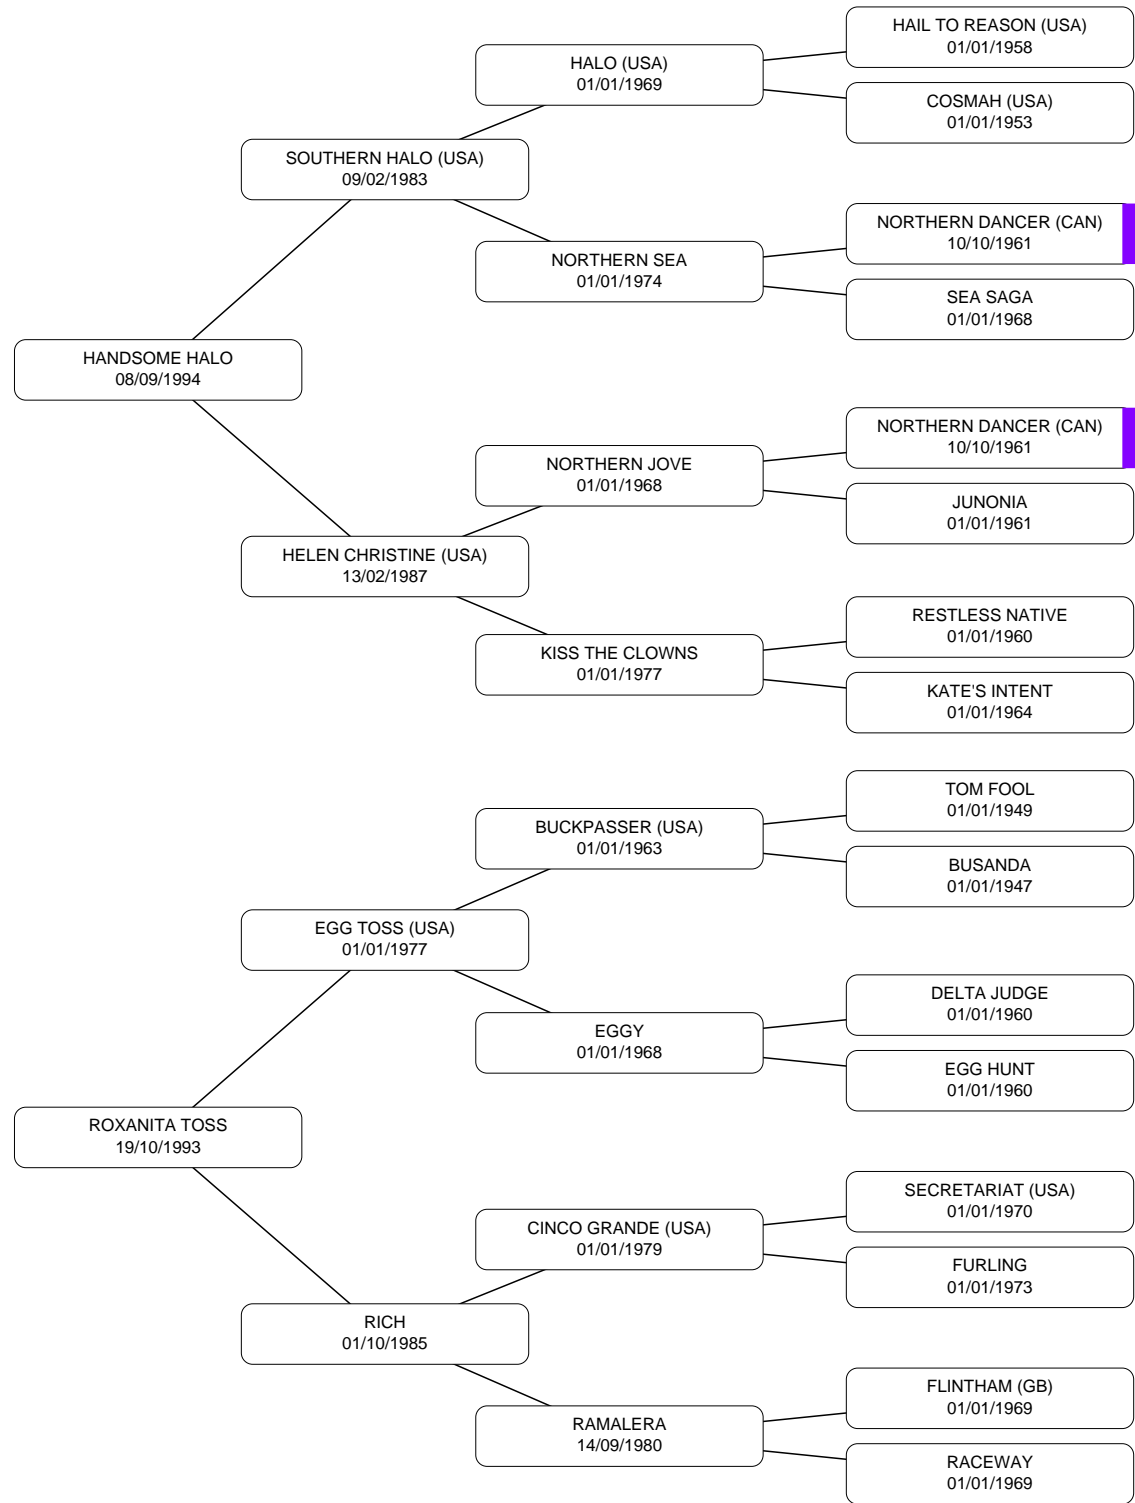 HAIL TO REASON (USA)
01/01/1958
HALO (USA)
01/01/1969
COSMAH (USA)
01/01/1953
SOUTHERN HALO (USA)
09/02/1983
NORTHERN DANCER (CAN)
10/10/1961
NORTHERN SEA
01/01/1974
SEA SAGA
01/01/1968
HANDSOME HALO
08/09/1994
NORTHERN DANCER (CAN)
10/10/1961
NORTHERN JOVE
01/01/1968
JUNONIA
01/01/1961
HELEN CHRISTINE (USA)
13/02/1987
RESTLESS NATIVE
01/01/1960
KISS THE CLOWNS
01/01/1977
KATE'S INTENT
01/01/1964
TOM FOOL
01/01/1949
BUCKPASSER (USA)
01/01/1963
BUSANDA
01/01/1947
EGG TOSS (USA)
01/01/1977
DELTA JUDGE
01/01/1960
EGGY
01/01/1968
EGG HUNT
01/01/1960
ROXANITA TOSS
19/10/1993
SECRETARIAT (USA)
01/01/1970
CINCO GRANDE (USA)
01/01/1979
FURLING
01/01/1973
RICH
01/10/1985
FLINTHAM (GB)
01/01/1969
RAMALERA
14/09/1980
RACEWAY
01/01/1969